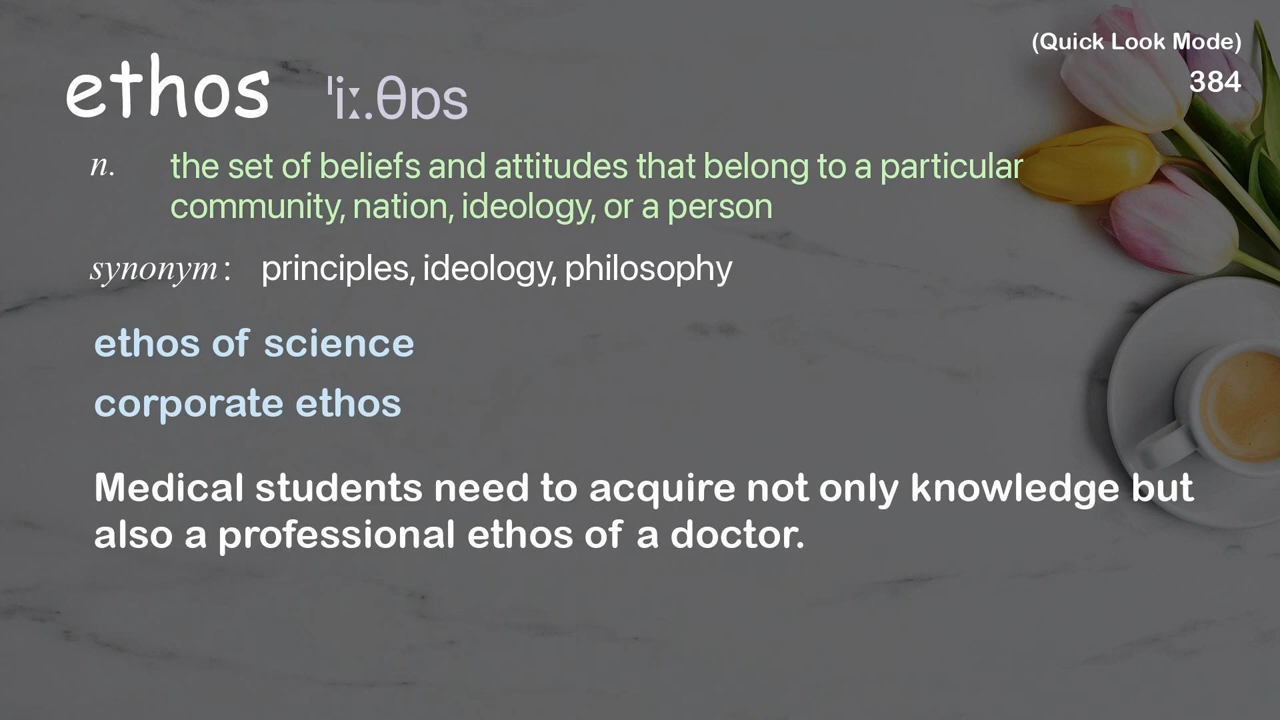 (Quick Look Mode)
384
ethos ˈiː.θɒs
n. the set of beliefs and attitudes that belong to a particular
community, nation, ideology, or a person
synonym: principles, ideology, philosophy
ethos of science
corporate ethos
Medical students need to acquire not only knowledge but
also a professional ethos of a doctor.